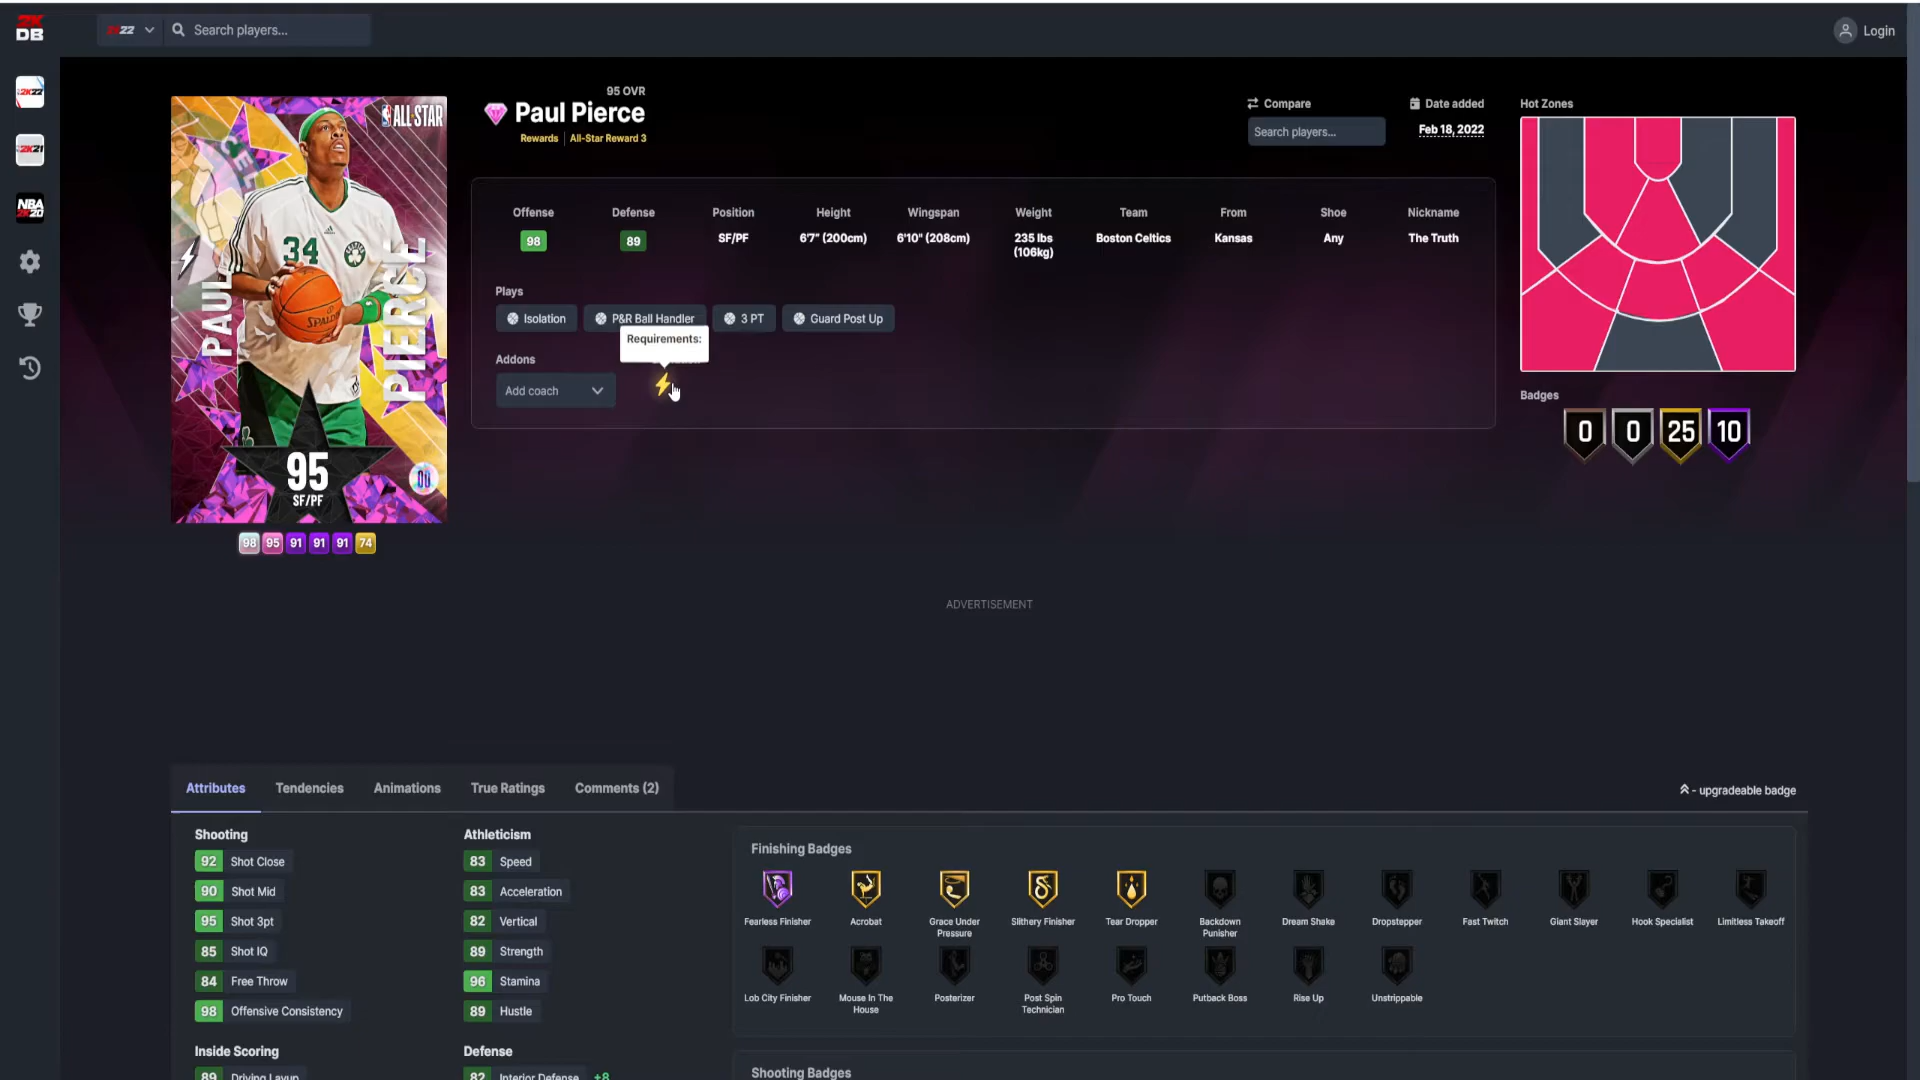 2K
DB
2K22
Search players...
Login
2K22
2K21
NBA
2K20
ALL STAR
34
PAUL
PIERCE
SPALDING
95
SF/PF
98 95 91 91 91 74
95 OVR
Paul Pierce
Rewards
All-Star Reward 3
Compare
Search players...
Date added
Feb 18, 2022
Hot Zones
Offense Defense Position Height Wingspan Weight Team From Shoe Nickname
98 89 SF/PF 6'7" (200cm) 6'10" (208cm) 235 lbs Boston Celtics Kansas Any The Truth
(106kg)
Plays
Isolation P&R Ball Handler 3 PT Guard Post Up
Requirements:
Addons
Add coach
Badges
0 0 25 10
ADVERTISEMENT
Attributes Tendencies Animations True Ratings Comments (2)
- upgradeable badge
Shooting
92 Shot Close
90 Shot Mid
95 Shot 3pt
85 Shot IQ
84 Free Throw
98 Offensive Consistency
Inside Scoring
89 Driving Layup
Athleticism
83 Speed
83 Acceleration
82 Vertical
89 Strength
96 Stamina
89 Hustle
Defense
82 Interior Defense +8
Finishing Badges
Fearless Finisher Acrobat Grace Under Slithery Finisher Tear Dropper Backdown Dream Shake Dropstepper Fast Twitch Giant Slayer Hook Specialist Limitless Takeoff
Pressure Punisher
Lob City Finisher Mouse In The Posterizer Post Spin Pro Touch Putback Boss Rise Up Unstrippable
House Technician
Shooting Badges